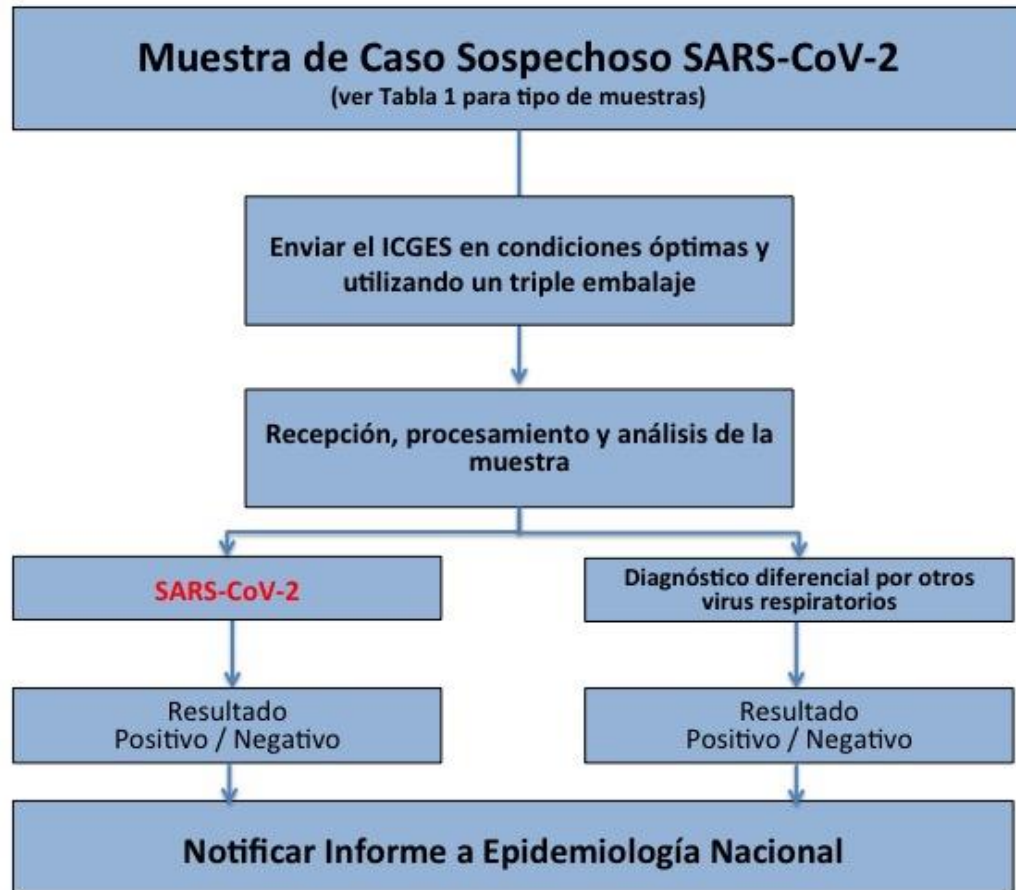 Muestra de Caso Sospechoso SARS-CoV-2
(ver Tabla 1 para tipo de muestras)
Enviar el ICGES en condiciones óptimas y
utilizando un triple embalaje
Recepción, procesamiento y análisis de la
muestra
SARS-CoV-2
Diagnóstico diferencial por otros
virus respiratorios
Resultado
Positivo / Negativo
Resultado
Positivo / Negativo
Notificar Informe a Epidemiología Nacional